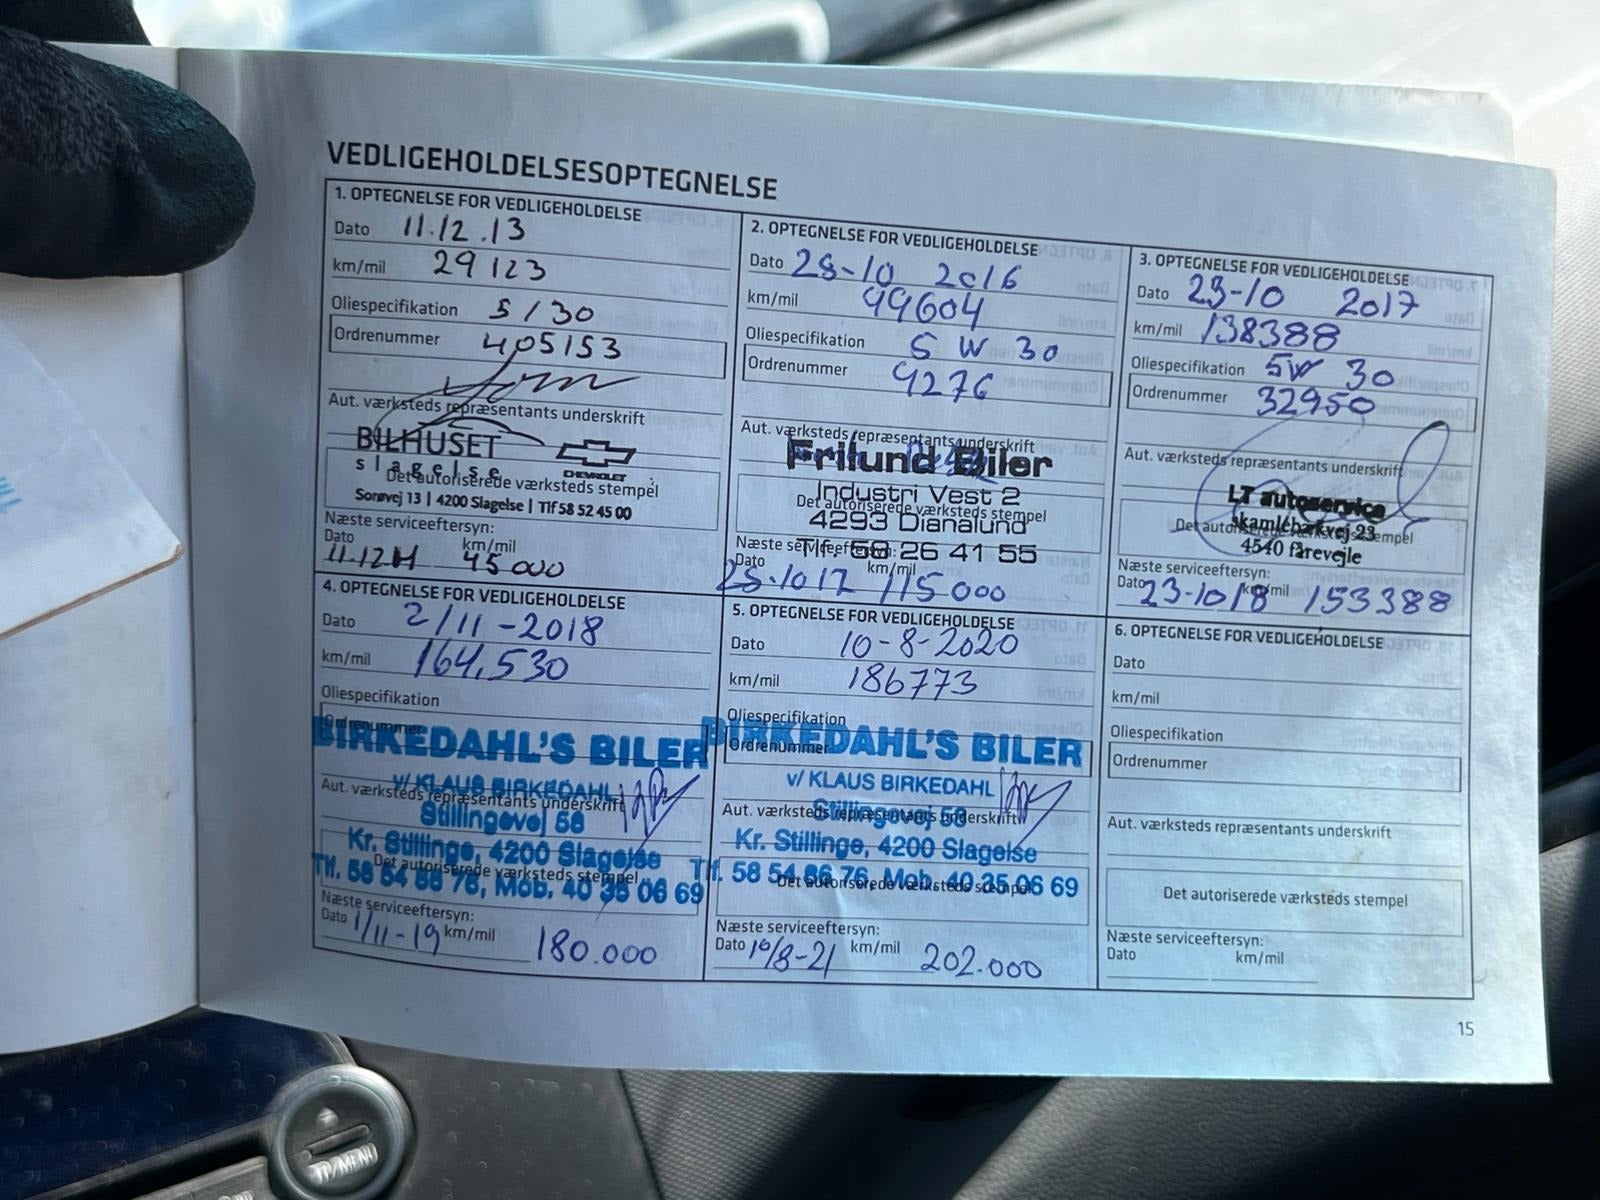 VEDLIGEHOLDELSESOPTEGNELSE
1. OPTEGNELSE FOR VEDLIGEHOLDELSE
Dato 11.12.13
km/mil 29123
Oliespecifikation 5/30
Ordrenummer 405153
Aut. værksteds repræsentants underskrift
BILHUSET
slagelse
CHEVROLET
Det autoriserede værksteds stempel
Sorøvej 13 | 4200 Slagelse | Tlf 58 52 45 00
Næste serviceeftersyn:
Dato km/mil
11.12.14 45000
2. OPTEGNELSE FOR VEDLIGEHOLDELSE
Dato 28-10 2016
km/mil 99604
Oliespecifikation 5 W 30
Ordrenummer 9276
Aut. værksteds repræsentants underskrift
Frilund Biler
Industri Vest 2
Det autoriserede værksteds stempel
4293 Dianalund
Tlf. 58 26 41 55
Næste serviceeftersyn:
Dato km/mil
28.10 17 115 000
3. OPTEGNELSE FOR VEDLIGEHOLDELSE
Dato 23-10 2017
km/mil 138388
Oliespecifikation 5W 30
Ordrenummer 32950
Aut. værksteds repræsentants underskrift
LT autoservice
Skamlebækvej 23
Det autoriserede værksteds stempel
4540 fårevejle
Næste serviceeftersyn:
Dato km/mil
23-10 18 153388
4. OPTEGNELSE FOR VEDLIGEHOLDELSE
Dato 2/11-2018
km/mil 164.530
Oliespecifikation
Ordrenummer
BIRKEDAHL'S BILER
v/ KLAUS BIRKEDAHL
Aut. værksteds repræsentants underskrift
Stillingevej 58
Kr. Stillinge, 4200 Slagelse
Det autoriserede værksteds stempel
Tlf. 58 54 86 76, Mob. 40 35 06 69
Næste serviceeftersyn:
Dato 1/11-19 km/mil 180.000
5. OPTEGNELSE FOR VEDLIGEHOLDELSE
Dato 10-8-2020
km/mil 186773
Oliespecifikation
Ordrenummer
BIRKEDAHL'S BILER
v/ KLAUS BIRKEDAHL
Aut. værksteds repræsentants underskrift
Stillingevej 58
Kr. Stillinge, 4200 Slagelse
Det autoriserede værksteds stempel
Tlf. 58 54 86 76, Mob. 40 35 06 69
Næste serviceeftersyn:
Dato 10/8-21 km/mil 202.000
6. OPTEGNELSE FOR VEDLIGEHOLDELSE
Dato
km/mil
Oliespecifikation
Ordrenummer
Aut. værksteds repræsentants underskrift
Det autoriserede værksteds stempel
Næste serviceeftersyn:
Dato km/mil
15